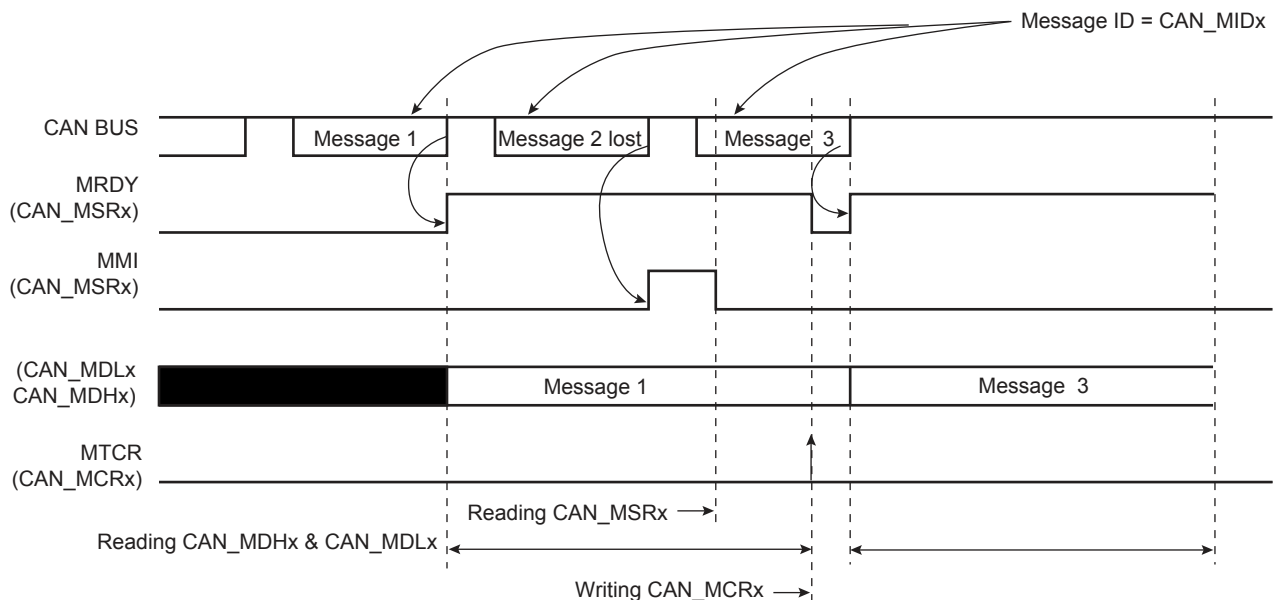 Message ID = CAN_MIDx
CAN BUS
Message 1
Message 2 lost
Message 3
MRDY
(CAN_MSRx)
MMI
(CAN_MSRx)
(CAN_MDLx
CAN_MDHx)
Message 1
Message 3
MTCR
(CAN_MCRx)
Reading CAN_MSRx
Reading CAN_MDHx & CAN_MDLx
Writing CAN_MCRx